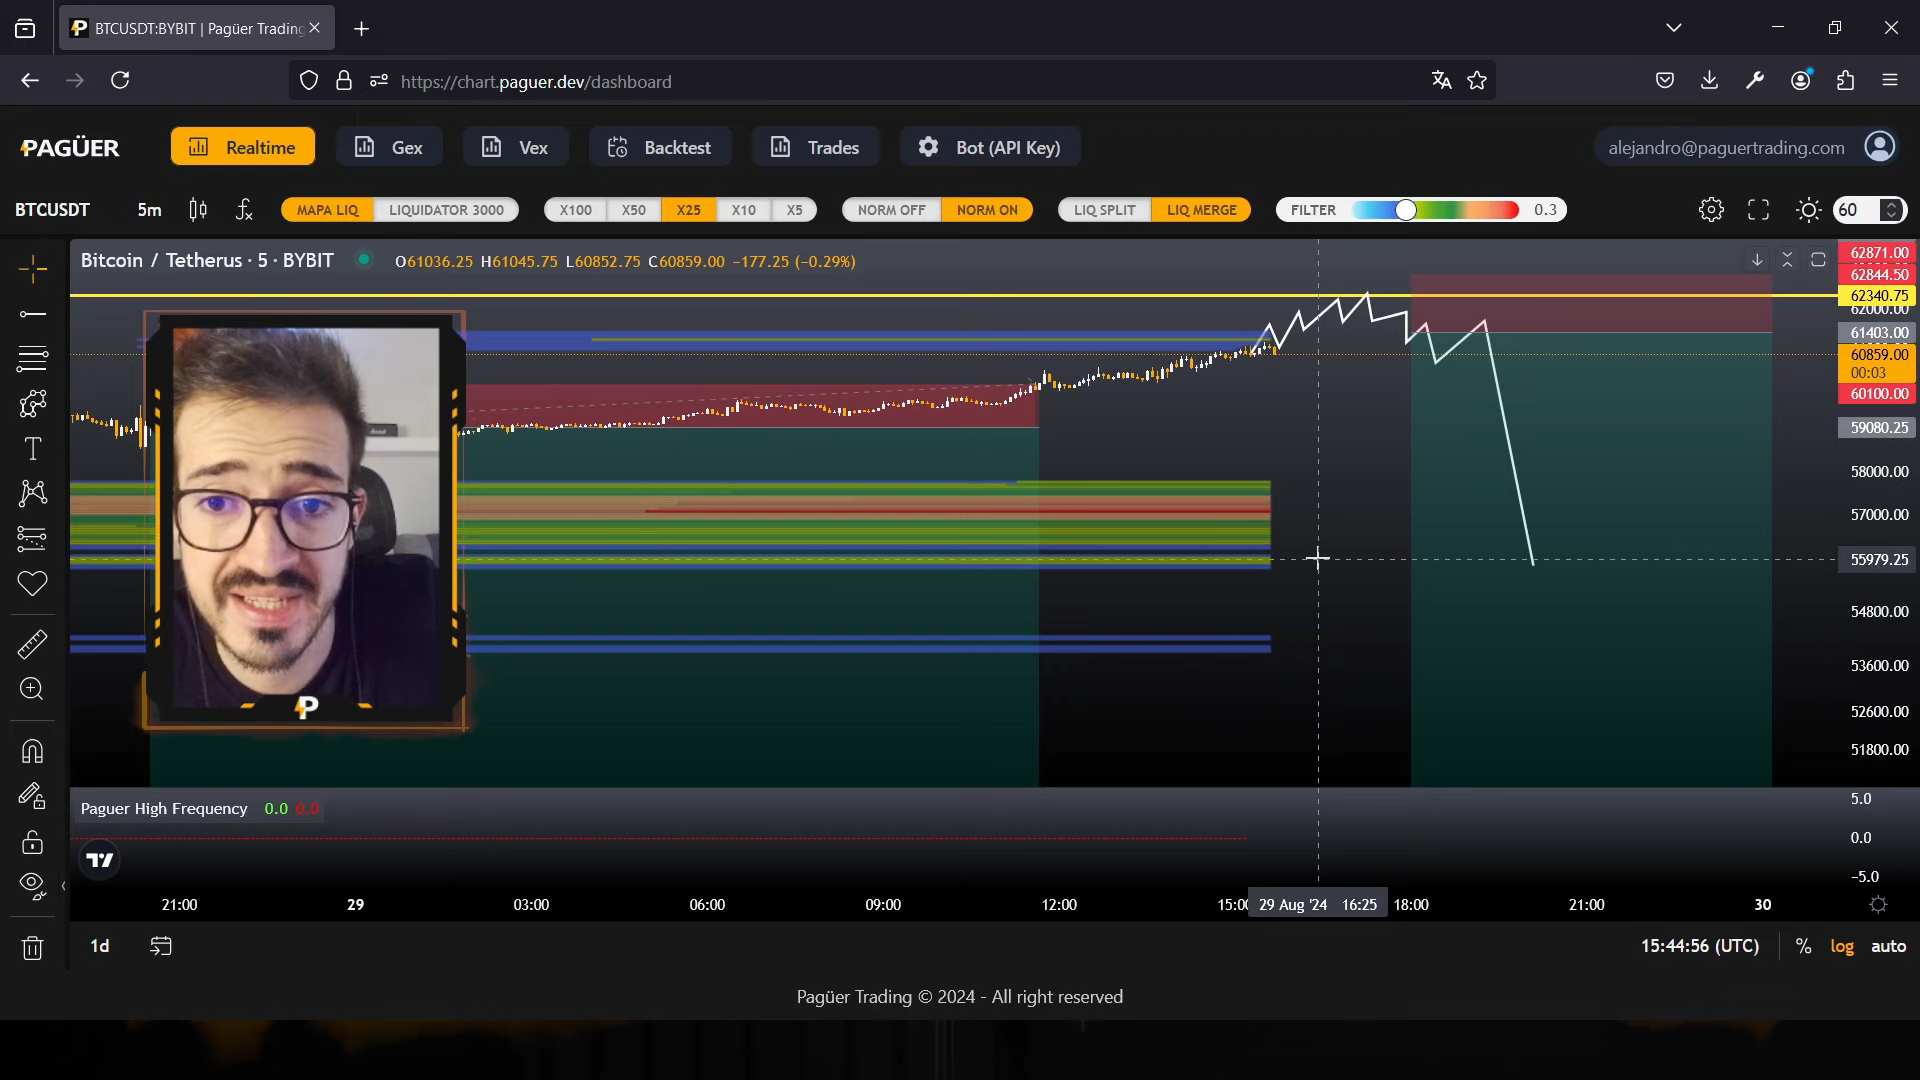 BTCUSDT:BYBIT | Pagüer Trading
https://chart.paguer.dev/dashboard
PAGÜER
Realtime
Gex
Vex
Backtest
Trades
Bot (API Key)
alejandro@paguertrading.com
BTCUSDT
5m
MAPA LIQ
LIQUIDATOR 3000
X100
X50
X25
X10
X5
NORM OFF
NORM ON
LIQ SPLIT
LIQ MERGE
FILTER
0.3
60
Bitcoin / Tetherus · 5 · BYBIT
O61036.25 H61045.75 L60852.75 C60859.00 −177.25 (−0.29%)
62871.00
62844.50
62340.75
62000.00
61403.00
60859.00
00:03
60100.00
59080.25
58000.00
57000.00
55979.25
54800.00
53600.00
52600.00
51800.00
Paguer High Frequency 0.0 0.0
5.0
0.0
−5.0
21:00
29
03:00
06:00
09:00
12:00
15:00
29 Aug '24 16:25
18:00
21:00
30
1d
15:44:56 (UTC)
%
log
auto
Pagüer Trading © 2024 - All right reserved